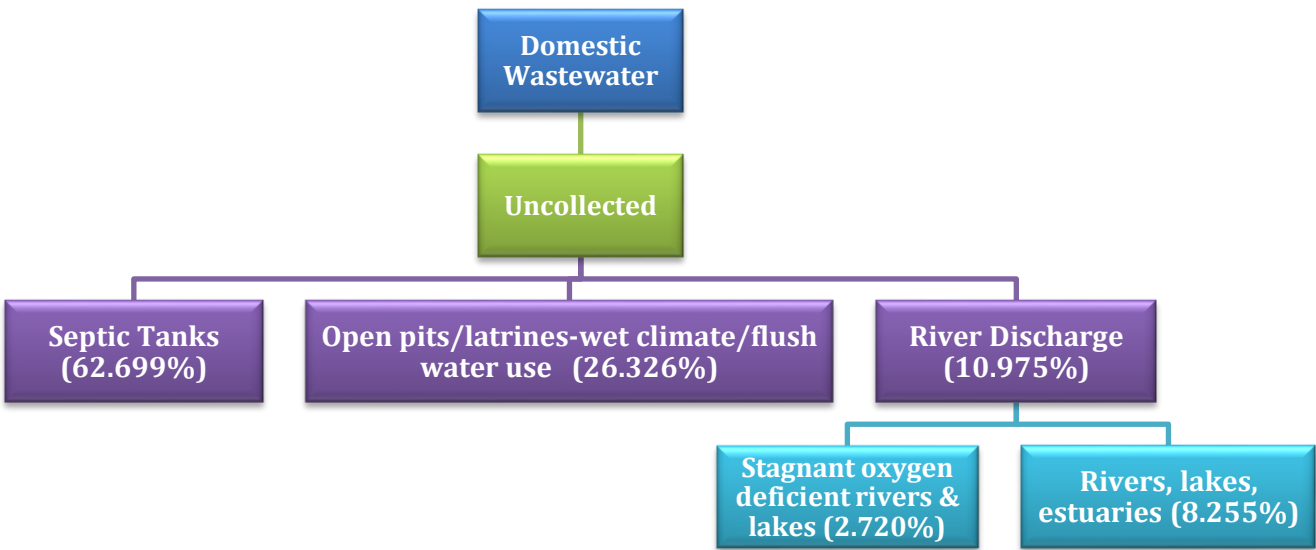 Domestic
Wastewater
Uncollected
Septic Tanks
(62.699%)
Open pits/latrines-wet climate/flush
water use (26.326%)
River Discharge
(10.975%)
Stagnant oxygen
deficient rivers &
lakes (2.720%)
Rivers, lakes,
estuaries (8.255%)